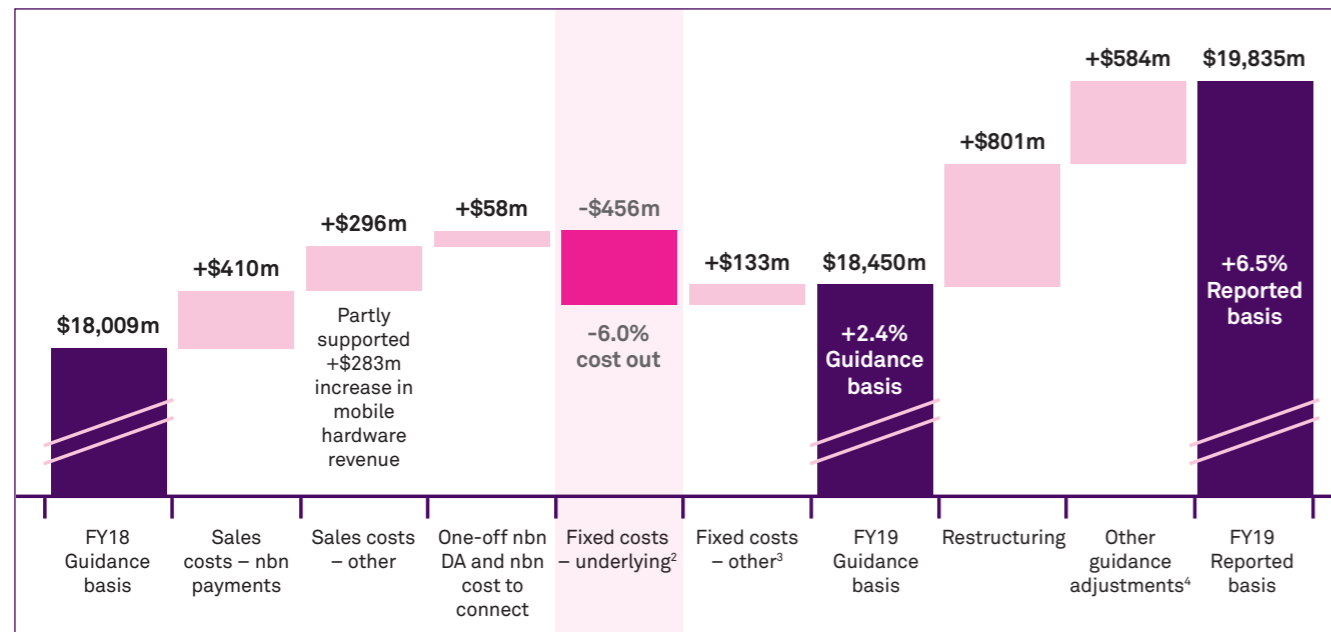 $18,009m
+$410m
+$296m
Partly
supported
+$283m
increase in
mobile
hardware
revenue
+$58m
-$456m
-6.0%
cost out
+$133m
$18,450m
+2.4%
Guidance
basis
+$801m
+$584m
$19,835m
+6.5%
Reported
basis
FY18
Guidance
basis
Sales
costs – nbn
payments
Sales costs
– other
One-off nbn
DA and nbn
cost to
connect
Fixed costs
– underlying²
Fixed costs
– other³
FY19
Guidance
basis
Restructuring
Other
guidance
adjustments⁴
FY19
Reported
basis